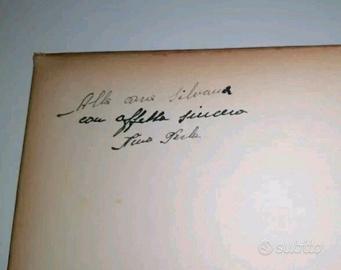 Alla cara Silvana
con affetto sincero
subito